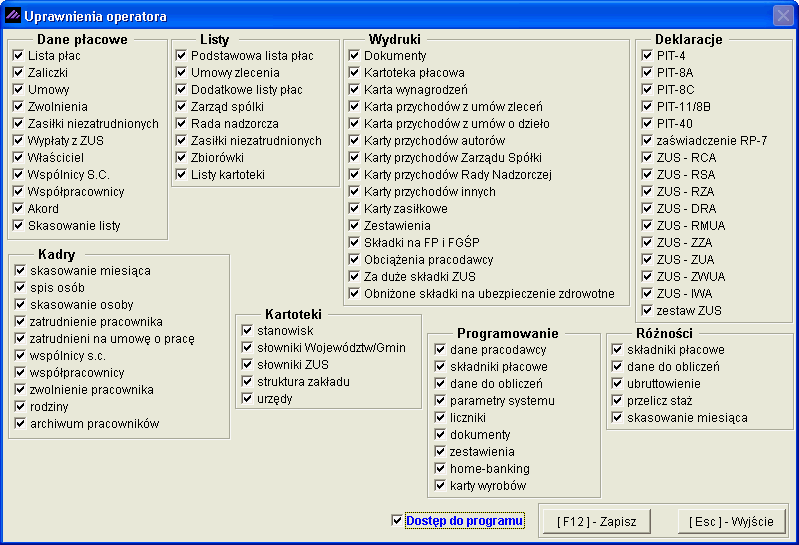 Uprawnienia operatora
Dane płacowe
Lista płac
Zaliczki
Umowy
Zwolnienia
Zasiłki niezatrudnionych
Wypłaty z ZUS
Właściciel
Wspólnicy S.C.
Współpracownicy
Akord
Skasowanie listy
Listy
Podstawowa lista płac
Umowy zlecenia
Dodatkowe listy płac
Zarząd spólki
Rada nadzorcza
Zasiłki niezatrudnionych
Zbiorówki
Listy kartoteki
Wydruki
Dokumenty
Kartoteka płacowa
Karta wynagrodzeń
Karta przychodów z umów zleceń
Karta przychodów z umów o dzieło
Karty przychodów autorów
Karty przychodów Zarządu Spółki
Karty przychodów Rady Nadzorczej
Karty przychodów innych
Karty zasiłkowe
Zestawienia
Składki na FP i FGŚP
Obciążenia pracodawcy
Za duże składki ZUS
Obniżone składki na ubezpieczenie zdrowotne
Deklaracje
PIT-4
PIT-8A
PIT-8C
PIT-11/8B
PIT-40
zaświadczenie RP-7
ZUS - RCA
ZUS - RSA
ZUS - RZA
ZUS - DRA
ZUS - RMUA
ZUS - ZZA
ZUS - ZUA
ZUS - ZWUA
ZUS - IWA
zestaw ZUS
Kadry
skasowanie miesiąca
spis osób
skasowanie osoby
zatrudnienie pracownika
zatrudnieni na umowę o pracę
wspólnicy s.c.
współpracownicy
zwolnienie pracownika
rodziny
archiwum pracowników
Kartoteki
stanowisk
słowniki Województw/Gmin
słowniki ZUS
struktura zakładu
urzędy
Programowanie
dane pracodawcy
składniki płacowe
dane do obliczeń
parametry systemu
liczniki
dokumenty
zestawienia
home-banking
karty wyrobów
Różności
składniki płacowe
dane do obliczeń
ubruttowienie
przelicz staż
skasowanie miesiąca
Dostęp do programu
[ F12 ] - Zapisz
[ Esc ] - Wyjście